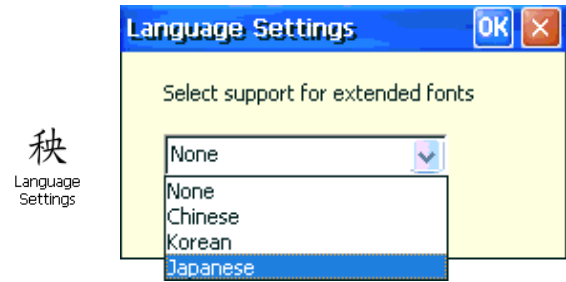 Language Settings
OK
Select support for extended fonts
None
None
Chinese
Korean
Japanese
秧
Language
Settings